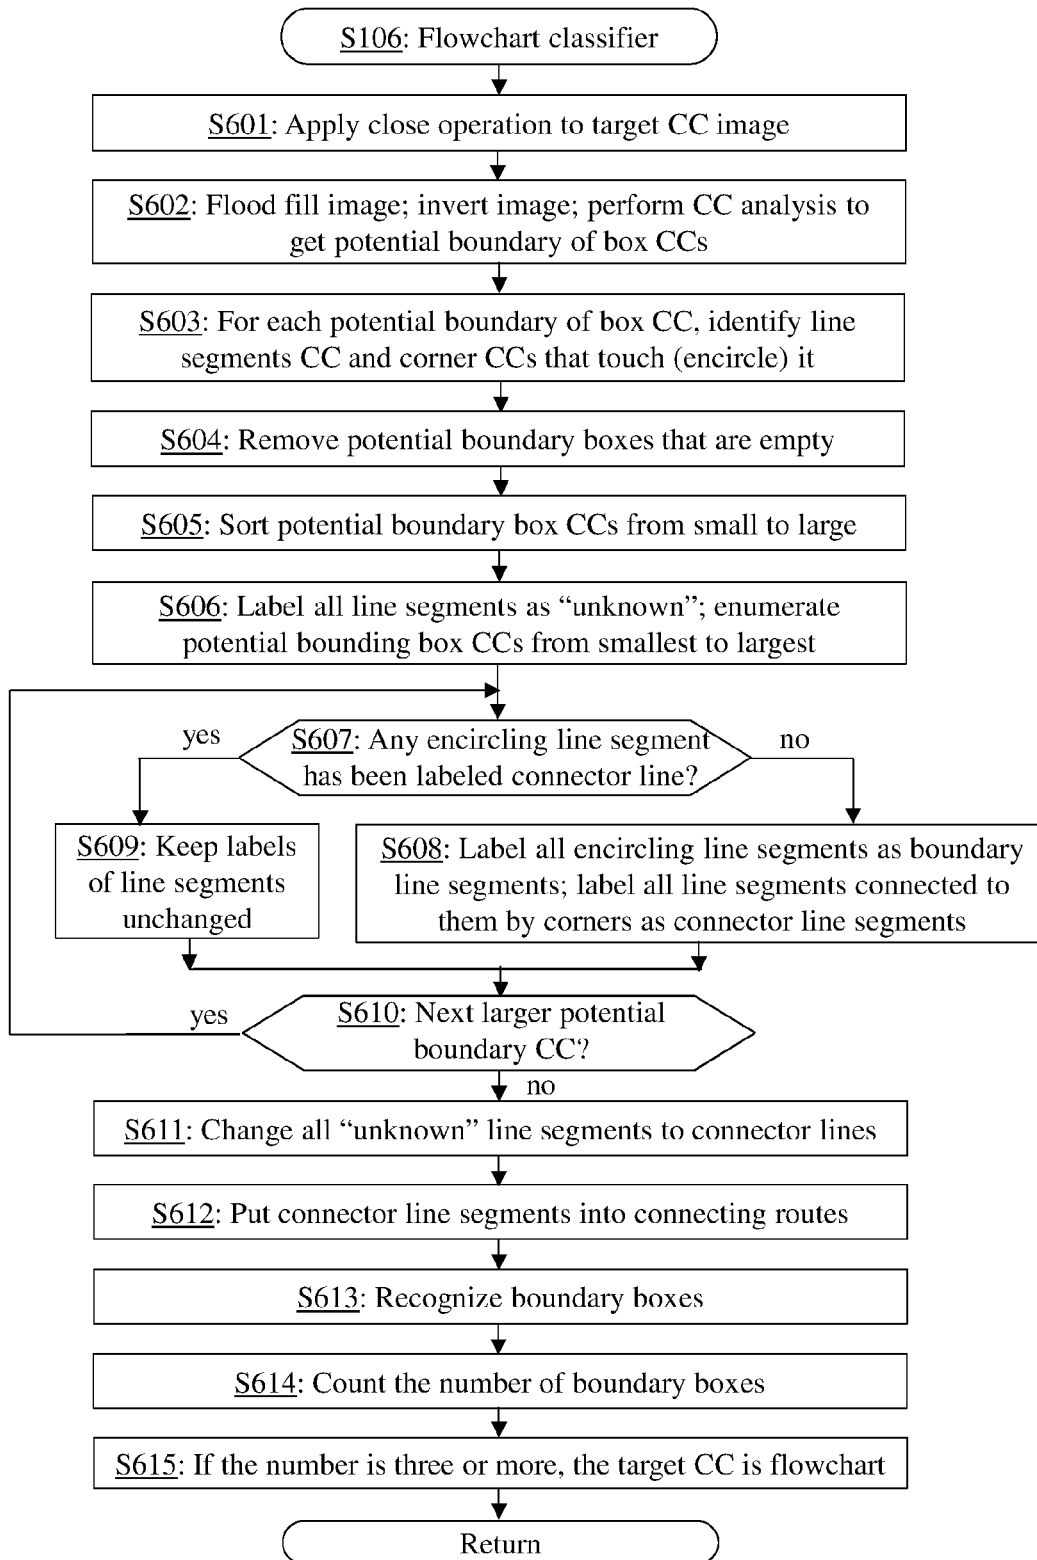 S106: Flowchart classifier
S601: Apply close operation to target CC image
S602: Flood fill image; invert image; perform CC analysis to
get potential boundary of box CCs
S603: For each potential boundary of box CC, identify line
segments CC and corner CCs that touch (encircle) it
S604: Remove potential boundary boxes that are empty
S605: Sort potential boundary box CCs from small to large
S606: Label all line segments as “unknown”; enumerate
potential bounding box CCs from smallest to largest
yes
S607: Any encircling line segment
has been labeled connector line?
no
S609: Keep labels
of line segments
unchanged
S608: Label all encircling line segments as boundary
line segments; label all line segments connected to
them by corners as connector line segments
yes
S610: Next larger potential
boundary CC?
no
S611: Change all “unknown” line segments to connector lines
S612: Put connector line segments into connecting routes
S613: Recognize boundary boxes
S614: Count the number of boundary boxes
S615: If the number is three or more, the target CC is flowchart
Return